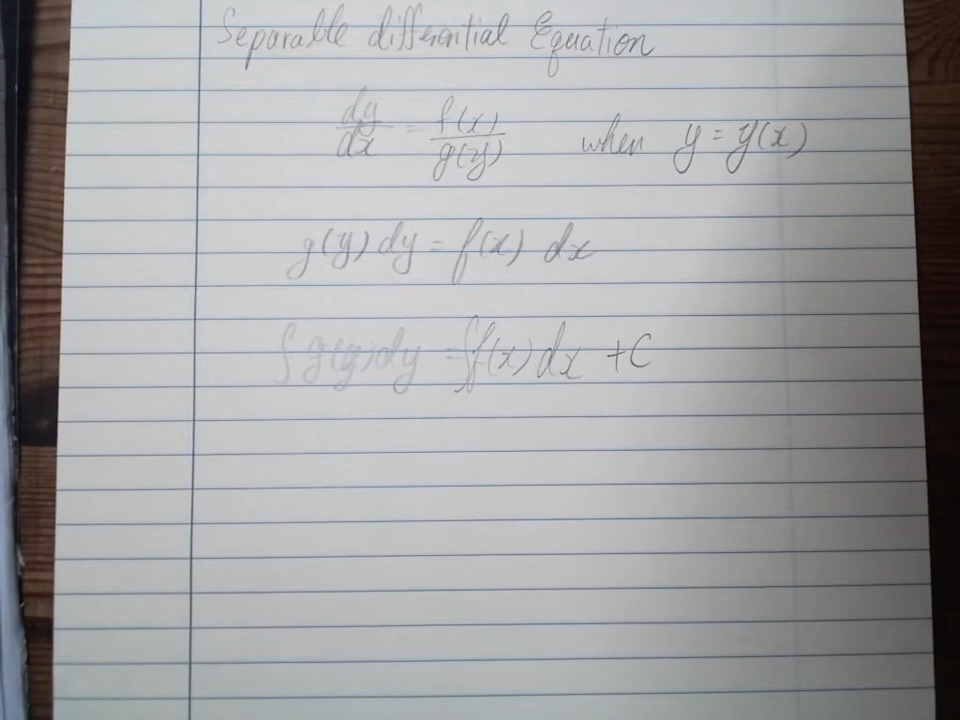 Separable differential Equation
dy/dx = f(x)/g(y) when y = y(x)
g(y) dy = f(x) dx
∫ g(y) dy = ∫ f(x) dx + C